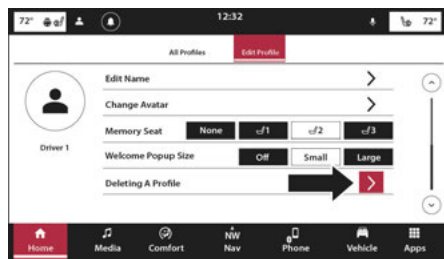 72° 12:32 72°
All Profiles Edit Profile
Edit Name
Change Avatar
Memory Seat None 1 2 3
Driver 1
Welcome Popup Size Off Small Large
Deleting A Profile
NW
Home Media Comfort Nav Phone Vehicle Apps